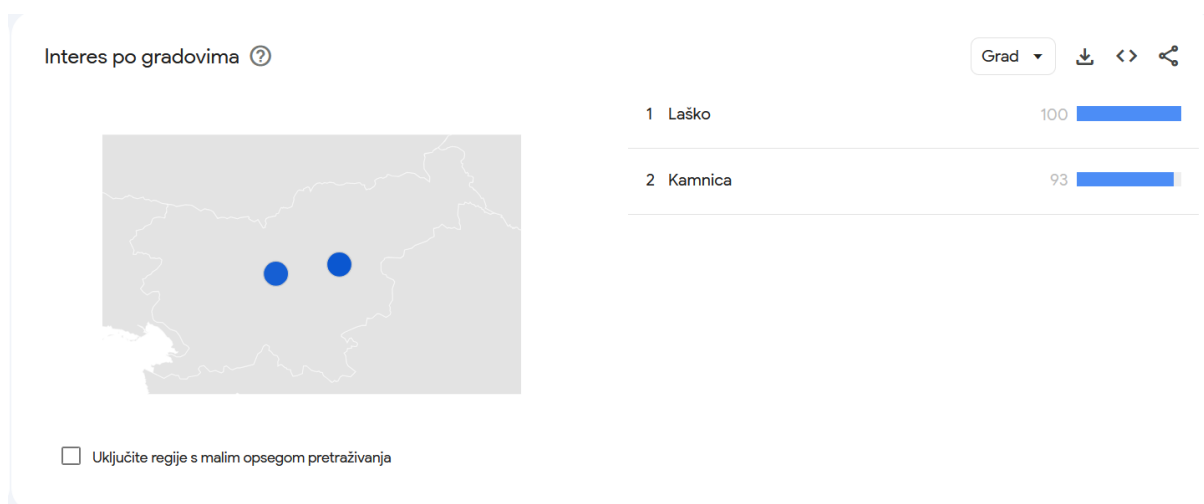 Interes po gradovima
Grad
1 Laško 100
2 Kamnica 93
Uključite regije s malim opsegom pretraživanja